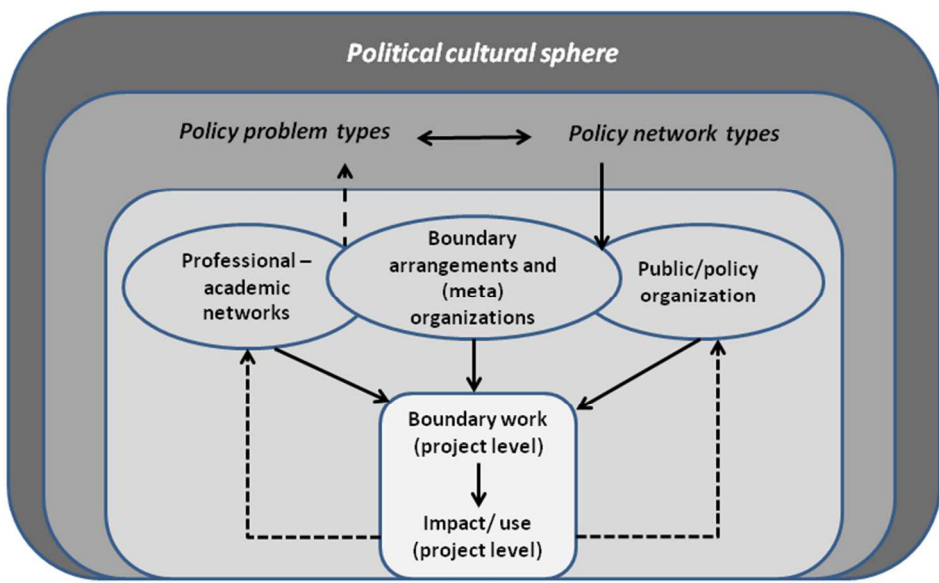 Political cultural sphere
Policy problem types
Policy network types
Professional –
academic
networks
Boundary
arrangements and
(meta)
organizations
Public/policy
organization
Boundary work
(project level)
Impact/ use
(project level)